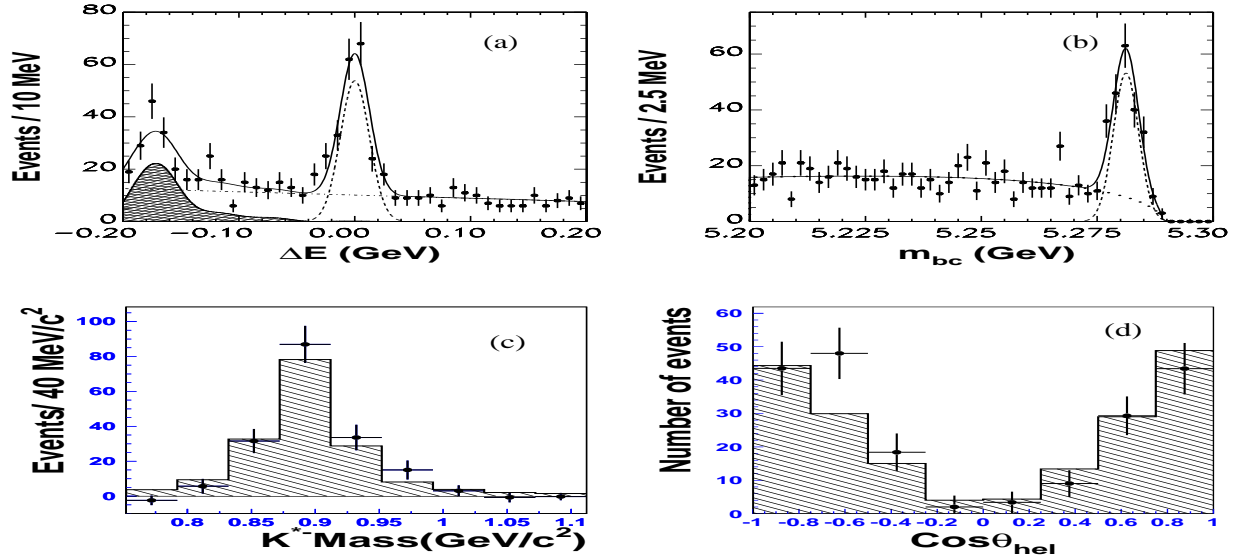 (a)
Events / 10 MeV
80
60
40
20
0
−0.20 −0.10 0.00 0.10 0.20
ΔE (GeV)
(b)
Events / 2.5 MeV
60
40
20
0
5.20 5.225 5.25 5.275 5.30
m_bc (GeV)
(c)
Events/ 40 MeV/c²
100
80
60
40
20
0
0.8 0.85 0.9 0.95 1 1.05 1.1
K*⁻Mass(GeV/c²)
(d)
Number of events
60
50
40
30
20
10
0
-1 -0.8 -0.6 -0.4 -0.2 0 0.2 0.4 0.6 0.8 1
Cosθ_hel